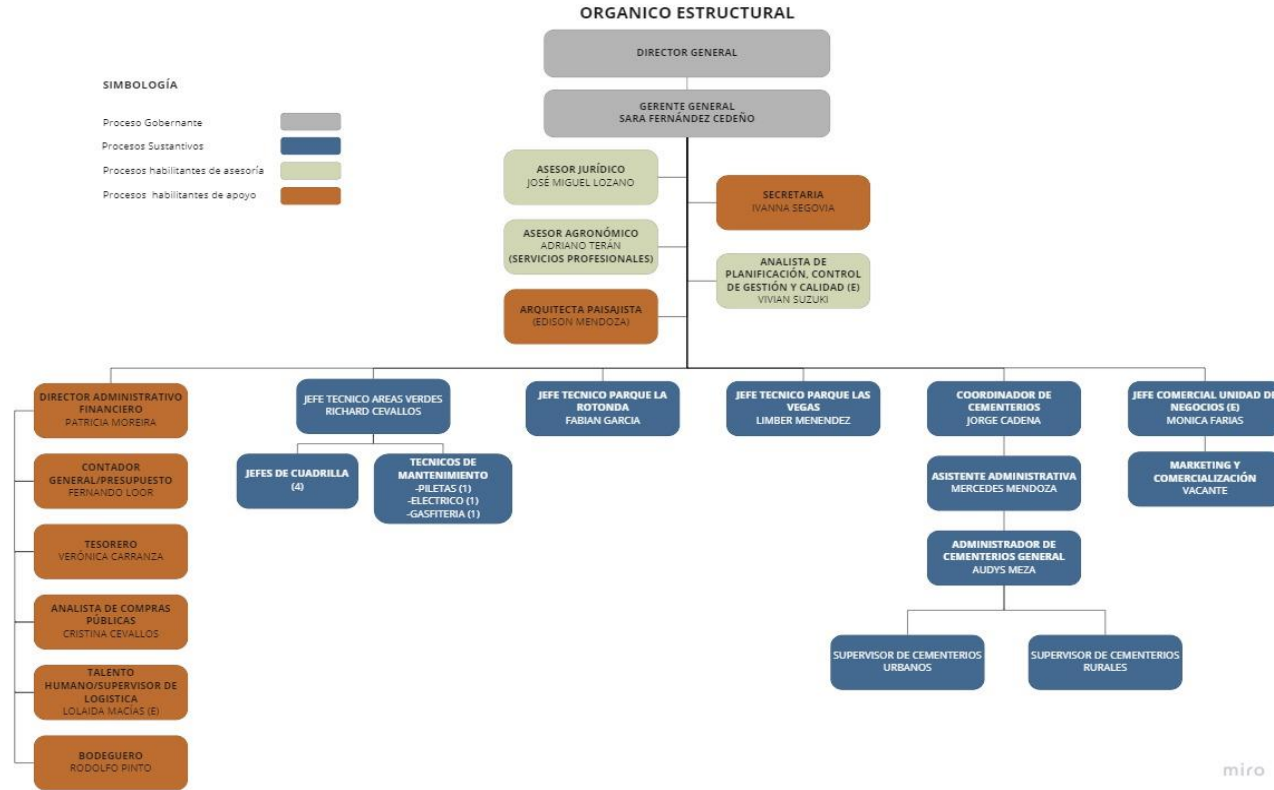 ORGANICO ESTRUCTURAL
DIRECTOR GENERAL
GERENTE GENERAL
SARA FERNÁNDEZ CEDEÑO
SIMBOLOGÍA
Proceso Gobernante
Procesos Sustantivos
Procesos habilitantes de asesoría
Procesos habilitantes de apoyo
ASESOR JURÍDICO
JOSÉ MIGUEL LOZANO
SECRETARIA
IVANNA SEGOVIA
ASESOR AGRONÓMICO
ADRIANO TERÁN
(SERVICIOS PROFESIONALES)
ANALISTA DE
PLANIFICACIÓN, CONTROL
DE GESTIÓN Y CALIDAD (E)
VIVIAN SUZUKI
ARQUITECTA PAISAJISTA
(EDISON MENDOZA)
DIRECTOR ADMINISTRATIVO
FINANCIERO
PATRICIA MOREIRA
CONTADOR
GENERAL/PRESUPUESTO
FERNANDO LOOR
TESORERO
VERÓNICA CARRANZA
ANALISTA DE COMPRAS
PÚBLICAS
CRISTINA CEVALLOS
TALENTO
HUMANO/SUPERVISOR DE
LOGISTICA
LOLAIDA MACÍAS (E)
BODEGUERO
RODOLFO PINTO
JEFE TECNICO AREAS VERDES
RICHARD CEVALLOS
JEFES DE CUADRILLA
(4)
TECNICOS DE
MANTENIMIENTO
-PILETAS (1)
-ELECTRICO (1)
-GASFITERIA (1)
JEFE TECNICO PARQUE LA
ROTONDA
FABIAN GARCIA
JEFE TECNICO PARQUE LAS
VEGAS
LIMBER MENENDEZ
COORDINADOR DE
CEMENTERIOS
JORGE CADENA
ASISTENTE ADMINISTRATIVA
MERCEDES MENDOZA
ADMINISTRADOR DE
CEMENTERIOS GENERAL
AUDYS MEZA
SUPERVISOR DE CEMENTERIOS
URBANOS
SUPERVISOR DE CEMENTERIOS
RURALES
JEFE COMERCIAL UNIDAD DE
NEGOCIOS (E)
MONICA FARIAS
MARKETING Y
COMERCIALIZACIÓN
VACANTE
miro